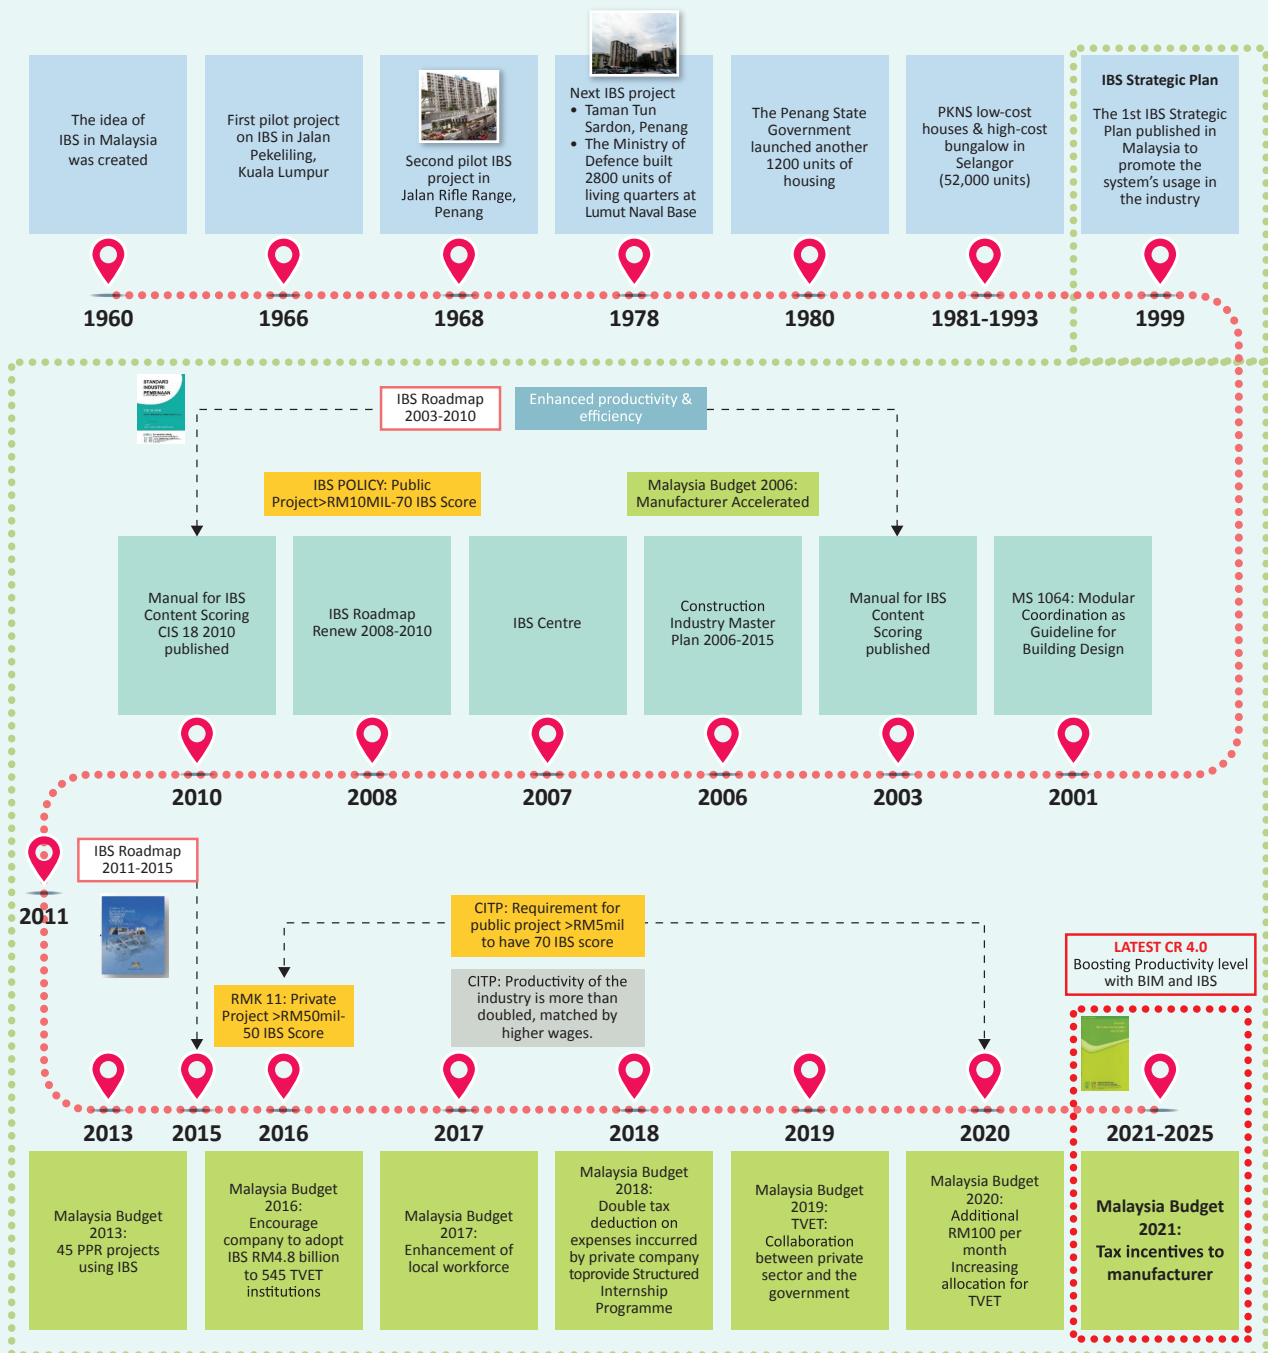 The idea of
IBS in Malaysia
was created
First pilot project
on IBS in Jalan
Pekeliling,
Kuala Lumpur
Second pilot IBS
project in
Jalan Rifle Range,
Penang
Next IBS project
• Taman Tun
Sardon, Penang
• The Ministry of
Defence built
2800 units of
living quarters at
Lumut Naval Base
The Penang State
Government
launched another
1200 units of
housing
PKNS low-cost
houses & high-cost
bungalow in
Selangor
(52,000 units)
IBS Strategic Plan
The 1st IBS Strategic
Plan published in
Malaysia to
promote the
system's usage in
the industry
1960
1966
1968
1978
1980
1981-1993
1999
STANDARD
INDUSTRI
PEMBINAAN
IBS Roadmap
2003-2010
Enhanced productivity &
efficiency
IBS POLICY: Public
Project>RM10MIL-70 IBS Score
Malaysia Budget 2006:
Manufacturer Accelerated
Manual for IBS
Content Scoring
CIS 18 2010
published
IBS Roadmap
Renew 2008-2010
IBS Centre
Construction
Industry Master
Plan 2006-2015
Manual for IBS
Content
Scoring
published
MS 1064: Modular
Coordination as
Guideline for
Building Design
2010
2008
2007
2006
2003
2001
2011
IBS Roadmap
2011-2015
CITP: Requirement for
public project >RM5mil
to have 70 IBS score
CITP: Productivity of the
industry is more than
doubled, matched by
higher wages.
RMK 11: Private
Project >RM50mil-
50 IBS Score
LATEST CR 4.0
Boosting Productivity level
with BIM and IBS
2013
2015
2016
2017
2018
2019
2020
2021-2025
Malaysia Budget
2013:
45 PPR projects
using IBS
Malaysia Budget
2016:
Encourage
company to adopt
IBS RM4.8 billion
to 545 TVET
institutions
Malaysia Budget
2017:
Enhancement of
local workforce
Malaysia Budget
2018:
Double tax
deduction on
expenses inccurred
by private company
toprovide Structured
Internship
Programme
Malaysia Budget
2019:
TVET:
Collaboration
between private
sector and the
government
Malaysia Budget
2020:
Additional
RM100 per
month
Increasing
allocation for
TVET
Malaysia Budget
2021:
Tax incentives to
manufacturer